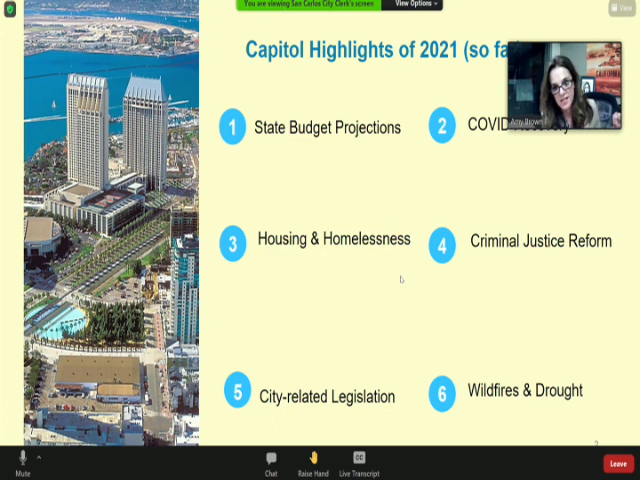 You are viewing San Carlos City Clerk's screen
View Options
View
Capitol Highlights of 2021 (so fa
Amy Brown
1 State Budget Projections
2 COVID
3 Housing & Homelessness
4 Criminal Justice Reform
5 City-related Legislation
6 Wildfires & Drought
Mute
Chat
Raise Hand
Live Transcript
Leave